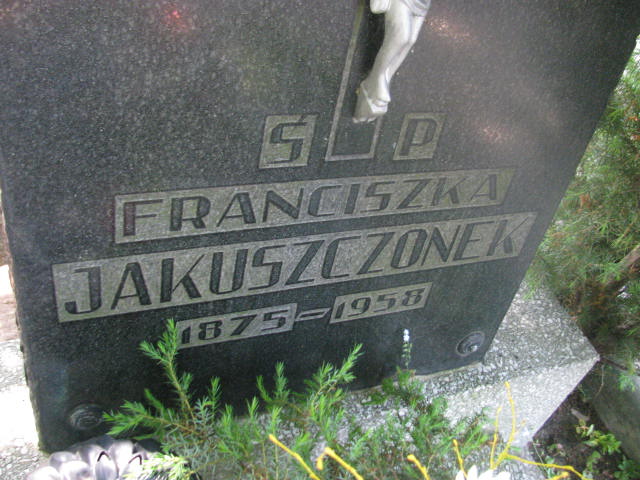 Ś P
FRANCISZKA
JAKUSZCZONEK
1875-1958